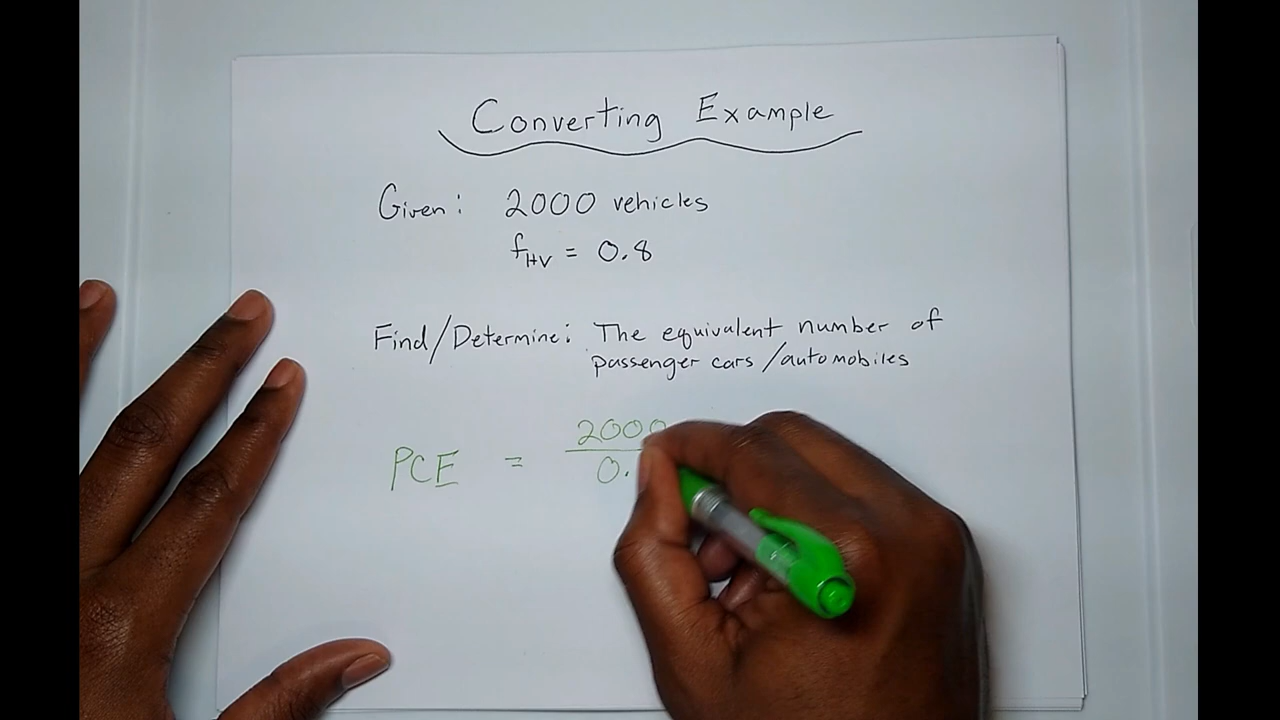 Converting Example
Given: 2000 vehicles
fHV = 0.8
Find/Determine: The equivalent number of
passenger cars/automobiles
PCE = 2000
0.